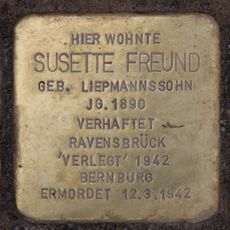 HIER WOHNTE
SUSETTE FREUND
GEB. LIEPMANNSSOHN
JG. 1890
VERHAFTET
RAVENSBRÜCK
'VERLEGT' 1942
BERNBURG
ERMORDET 12.3.1942